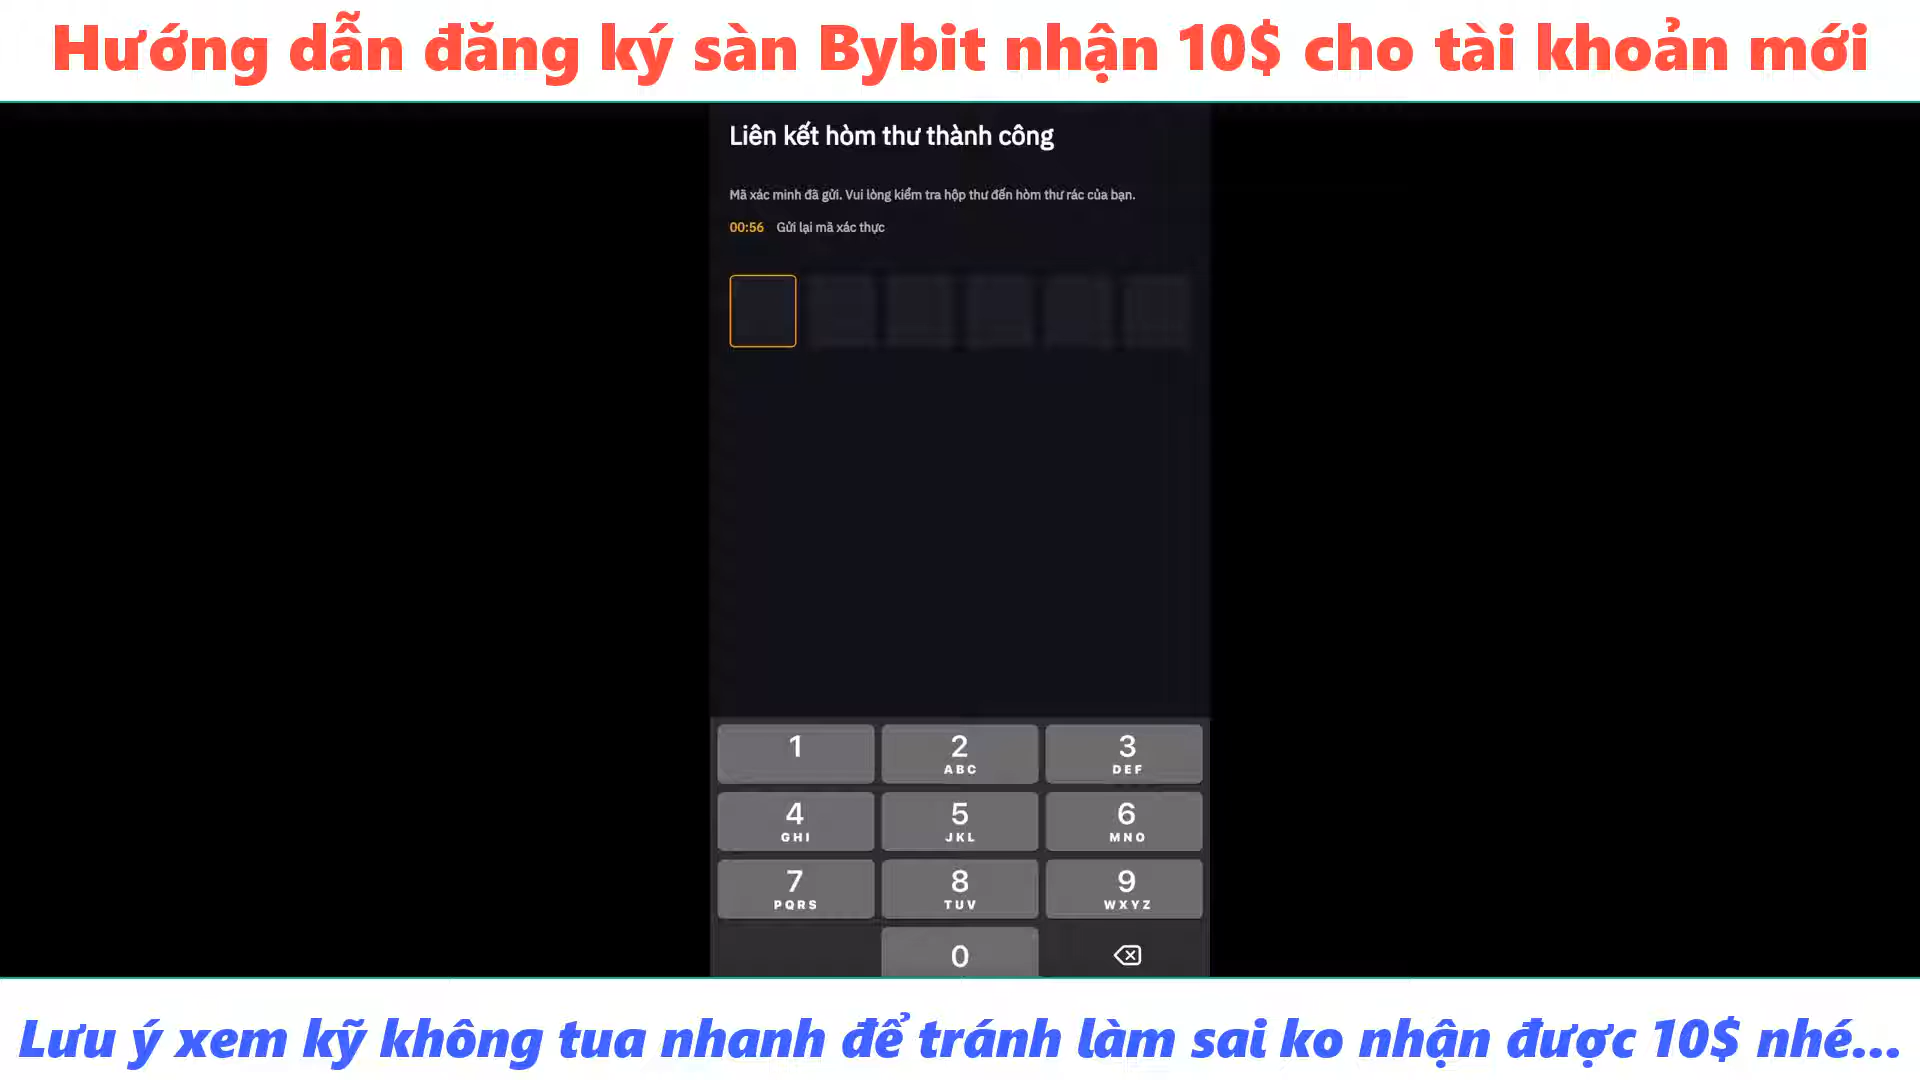 Hướng dẫn đăng ký sàn Bybit nhận 10$ cho tài khoản mới
Liên kết hòm thư thành công
Mã xác minh đã gửi. Vui lòng kiểm tra hộp thư đến hòm thư rác của bạn.
00:56 Gửi lại mã xác thực
1 2 3
ABC DEF
4 5 6
GHI JKL MNO
7 8 9
PQRS TUV WXYZ
0
Lưu ý xem kỹ không tua nhanh để tránh làm sai ko nhận được 10$ nhé...